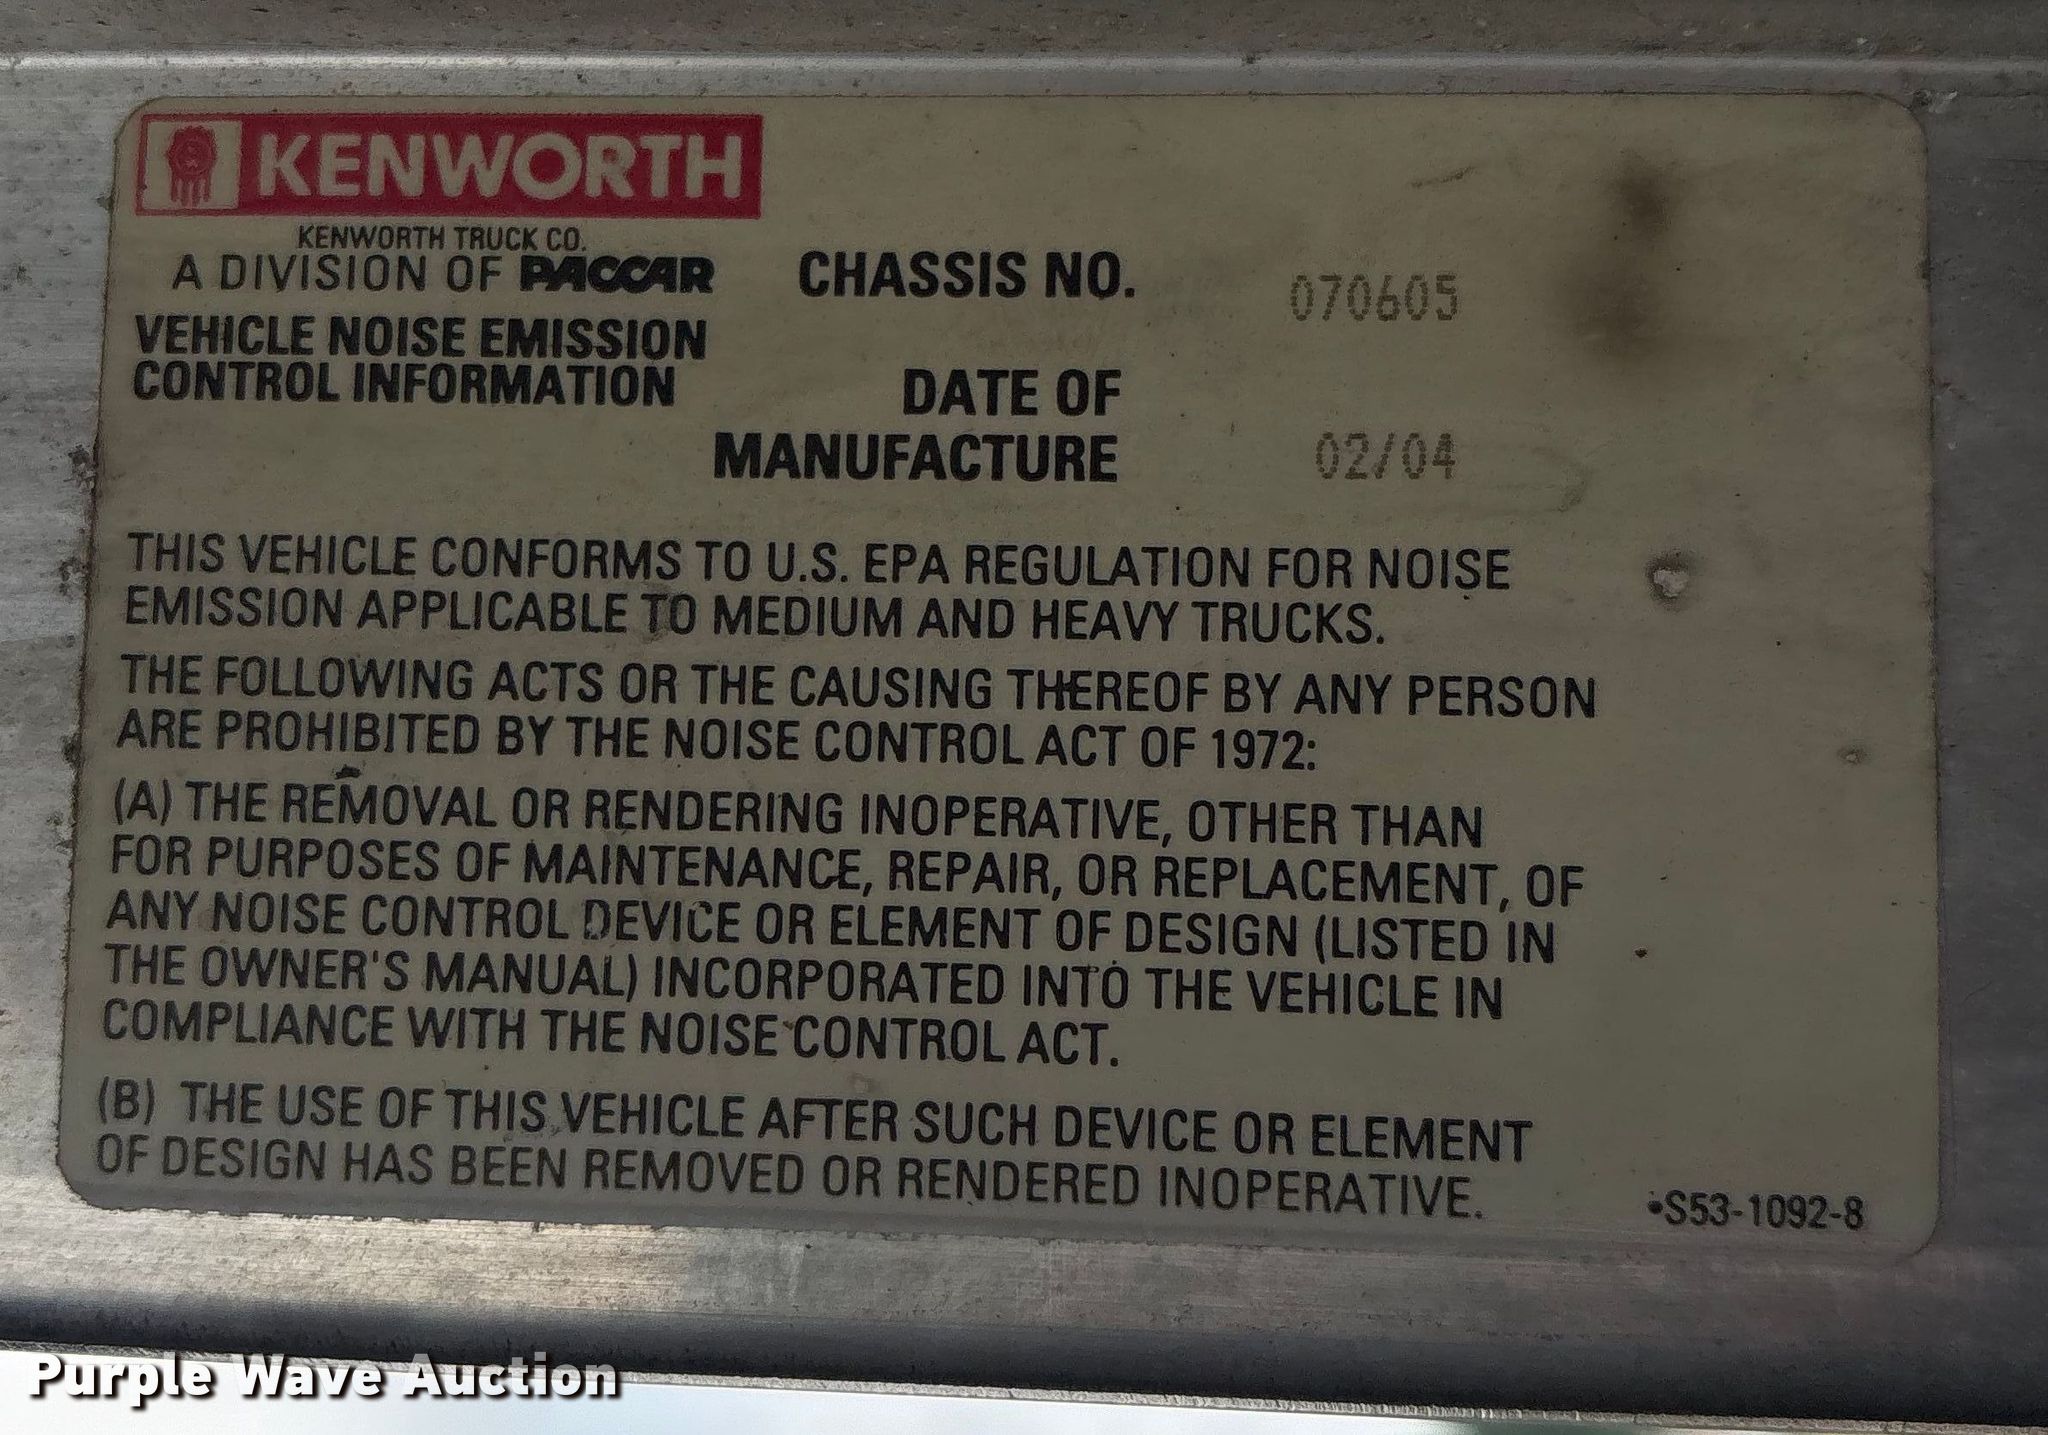 KENWORTH
KENWORTH TRUCK CO.
A DIVISION OF PACCAR
VEHICLE NOISE EMISSION
CONTROL INFORMATION
CHASSIS NO. 070605
DATE OF
MANUFACTURE 02/04
THIS VEHICLE CONFORMS TO U.S. EPA REGULATION FOR NOISE
EMISSION APPLICABLE TO MEDIUM AND HEAVY TRUCKS.
THE FOLLOWING ACTS OR THE CAUSING THEREOF BY ANY PERSON
ARE PROHIBITED BY THE NOISE CONTROL ACT OF 1972:
(A) THE REMOVAL OR RENDERING INOPERATIVE, OTHER THAN
FOR PURPOSES OF MAINTENANCE, REPAIR, OR REPLACEMENT, OF
ANY NOISE CONTROL DEVICE OR ELEMENT OF DESIGN (LISTED IN
THE OWNER'S MANUAL) INCORPORATED INTO THE VEHICLE IN
COMPLIANCE WITH THE NOISE CONTROL ACT.
(B) THE USE OF THIS VEHICLE AFTER SUCH DEVICE OR ELEMENT
OF DESIGN HAS BEEN REMOVED OR RENDERED INOPERATIVE.
•S53-1092-8
Purple Wave Auction